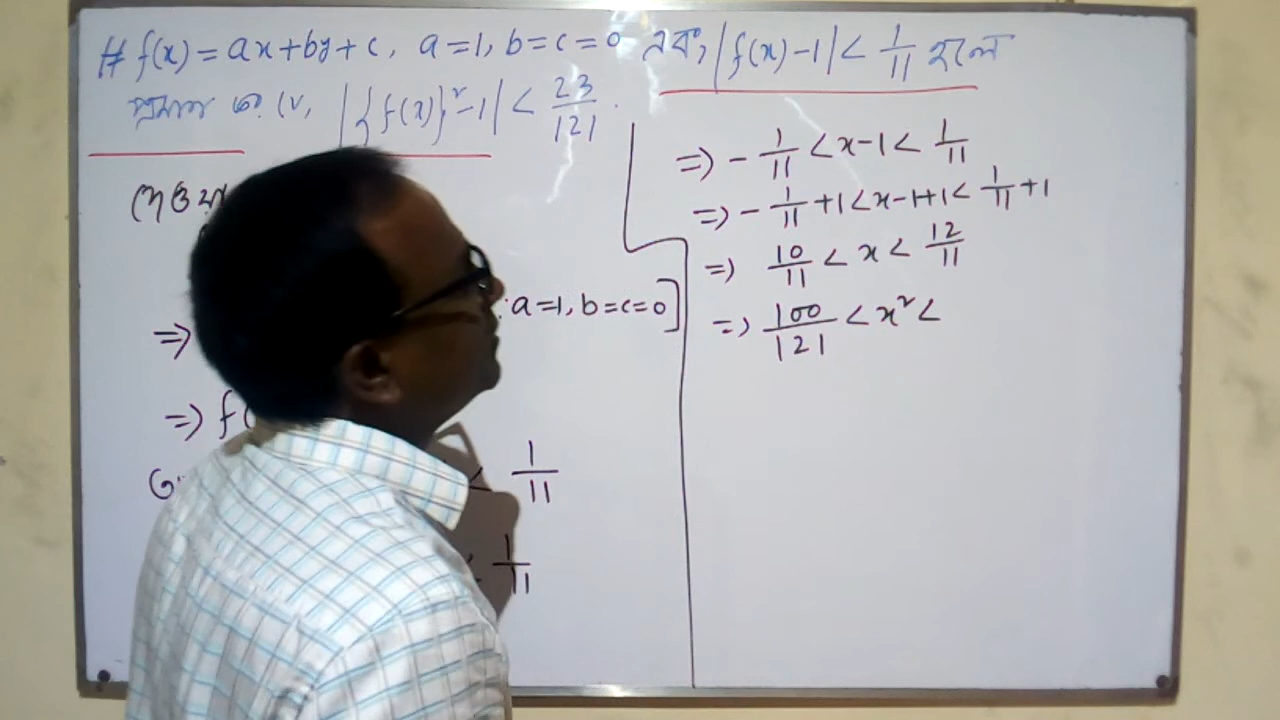 # f(x) = ax+by+c, a=1, b=c=0 এবং, |f(x)-1| < 1/11 হলে
প্রমাণ কর যে, |{f(x)}²-1| < 23/121.
দেওয়া
: a=1, b=c=0]
=>
=> f(
< 1/11
< 1/11
=> -1/11 < x-1 < 1/11
=> -1/11 +1 < x-1+1 < 1/11 +1
=> 10/11 < x < 12/11
=> 100/121 < x² <